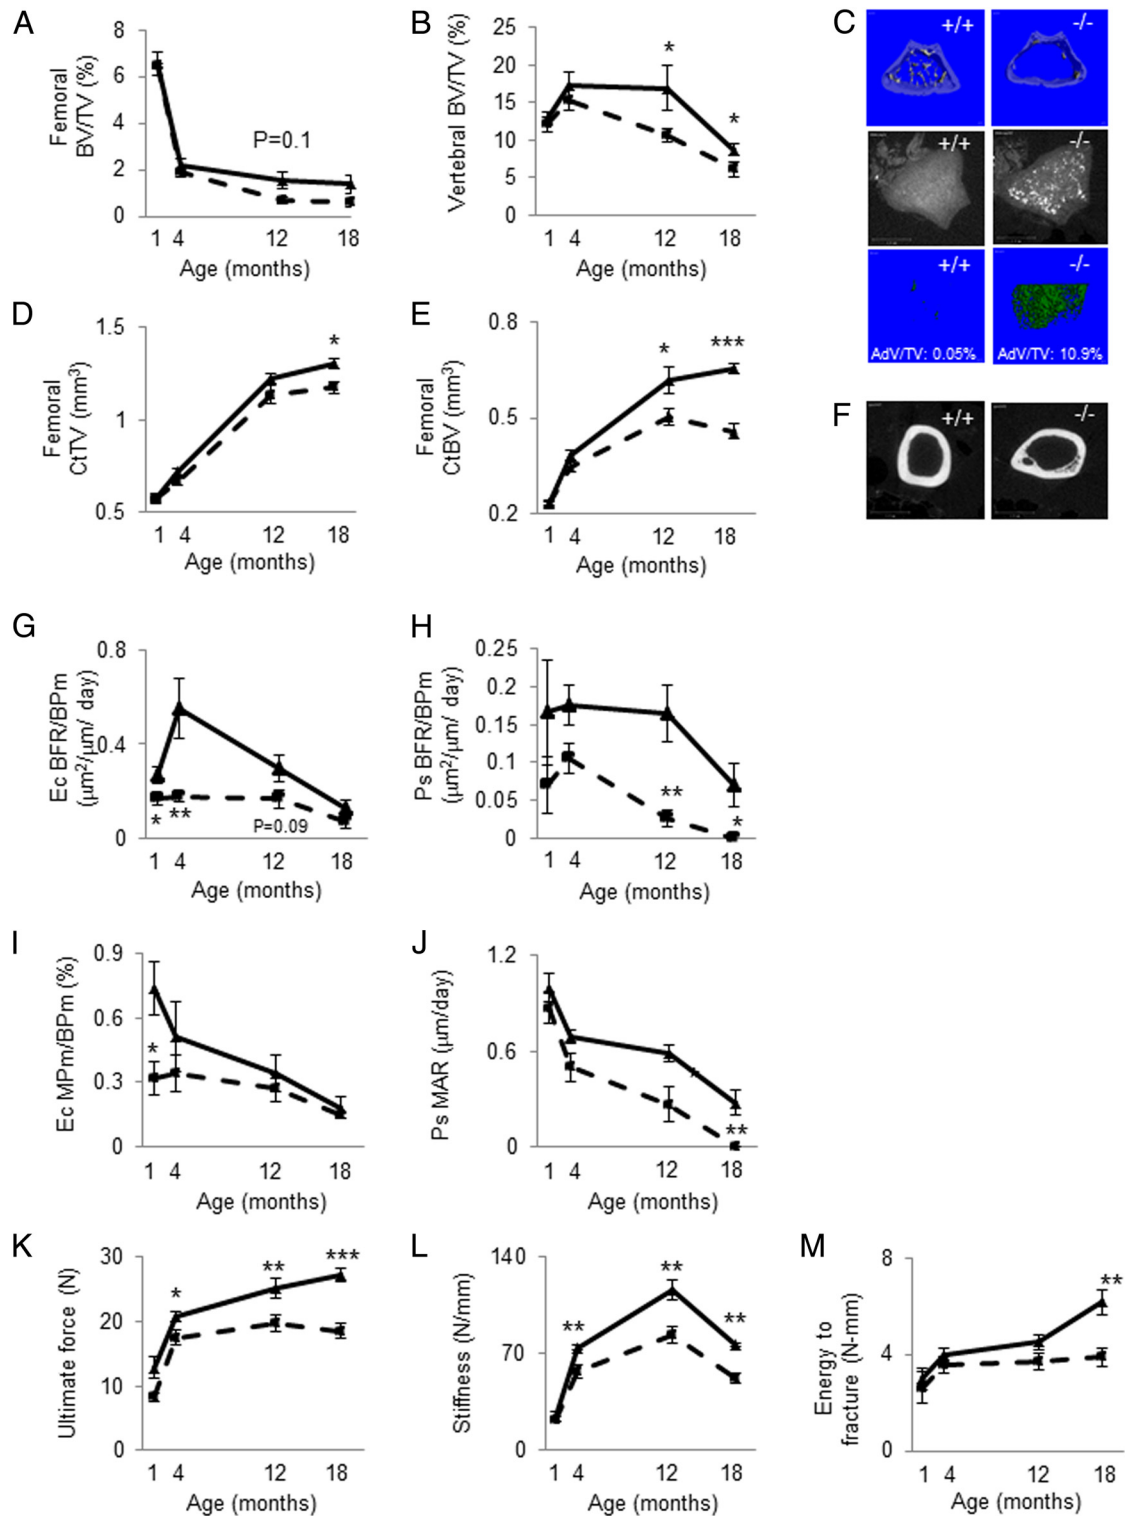 A
Femoral
BV/TV (%)
8
6
4
2
0
P=0.1
1 4 12 18
Age (months)
B
Vertebral BV/TV (%)
25
20
15
10
5
0
*
*
1 4 12 18
Age (months)
C
+/+
-/-
+/+
-/-
+/+
-/-
AdV/TV: 0.05%
AdV/TV: 10.9%
D
Femoral
CtTV (mm3)
1.5
1
0.5
*
1 4 12 18
Age (months)
E
Femoral
CtBV (mm3)
0.8
0.5
0.2
*
***
1 4 12 18
Age (months)
F
+/+
-/-
G
Ec BFR/BPm
(µm2/µm/ day)
0.8
0.4
0
*
**
P=0.09
1 4 12 18
Age (months)
H
Ps BFR/BPm
(µm2/µm/ day)
0.25
0.2
0.15
0.1
0.05
0
**
*
1 4 12 18
Age (months)
I
Ec MPm/BPm (%)
0.9
0.6
0.3
0
*
1 4 12 18
Age (months)
J
Ps MAR (µm/day)
1.2
0.6
0
**
1 4 12 18
Age (months)
K
Ultimate force (N)
30
20
10
0
*
**
***
1 4 12 18
Age (months)
L
Stiffness (N/mm)
140
70
0
**
**
**
1 4 12 18
Age (months)
M
Energy to
fracture (N-mm)
8
4
0
**
1 4 12 18
Age (months)